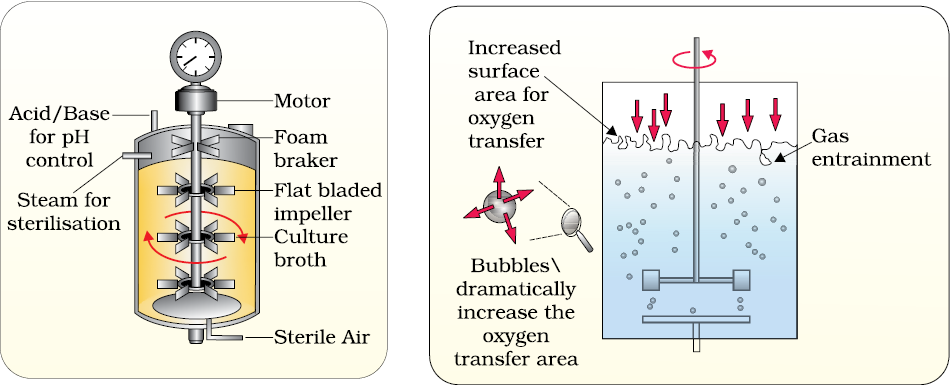 Motor
Acid/Base
for pH
control
Foam
braker
Steam for
sterilisation
Flat bladed
impeller
Culture
broth
Sterile Air
Increased
surface
area for
oxygen
transfer
Gas
entrainment
Bubbles\
dramatically
increase the
oxygen
transfer area